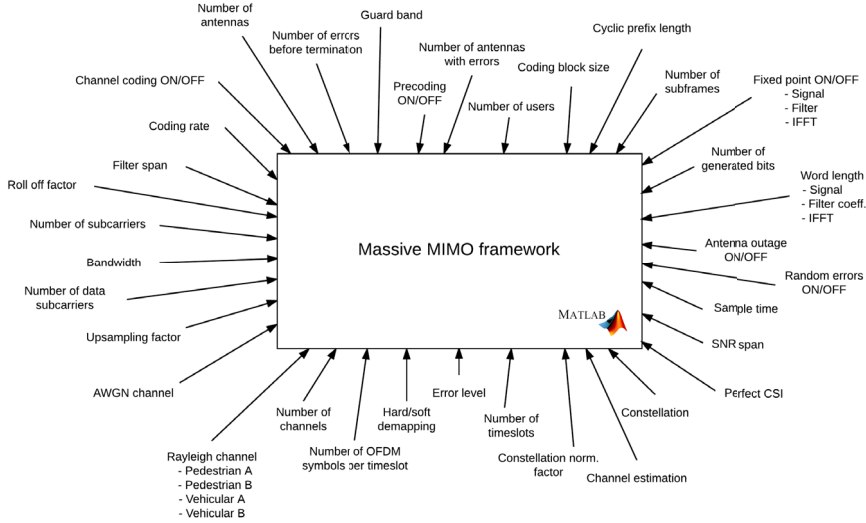 Number of
antennas
Number of errors
before termination
Guard band
Number of antennas
with errors
Cyclic prefix length
Channel coding ON/OFF
Precoding
ON/OFF
Coding block size
Number of
subframes
Fixed point ON/OFF
- Signal
- Filter
- IFFT
Number of users
Coding rate
Number of
generated bits
Filter span
Roll off factor
Word length
- Signal
- Filter coeff.
- IFFT
Number of subcarriers
Massive MIMO framework
Antenna outage
ON/OFF
Bandwidth
Random errors
ON/OFF
Number of data
subcarriers
Sample time
MATLAB
Upsampling factor
SNR span
AWGN channel
Error level
Perfect CSI
Number of
channels
Hard/soft
demapping
Number of
timeslots
Constellation
Rayleigh channel
- Pedestrian A
- Pedestrian B
- Vehicular A
- Vehicular B
Number of OFDM
symbols per timeslot
Constellation norm.
factor
Channel estimation